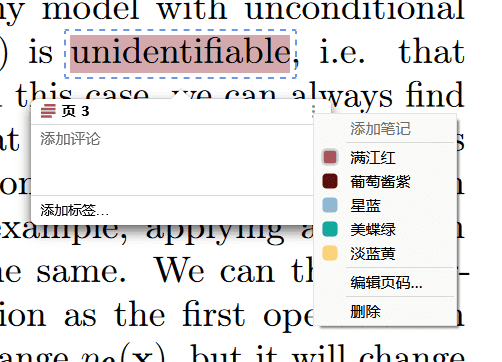 ny model with unconditional
) is unidentifiable, i.e. that
this case, we can always find
页 3
添加评论
添加标签...
添加笔记
满江红
葡萄酱紫
星蓝
美蝶绿
淡蓝黄
编辑页码...
删除
at
on
example, applying a
ne same. We can th
ion as the first ope
ange pθ(x), but it will change